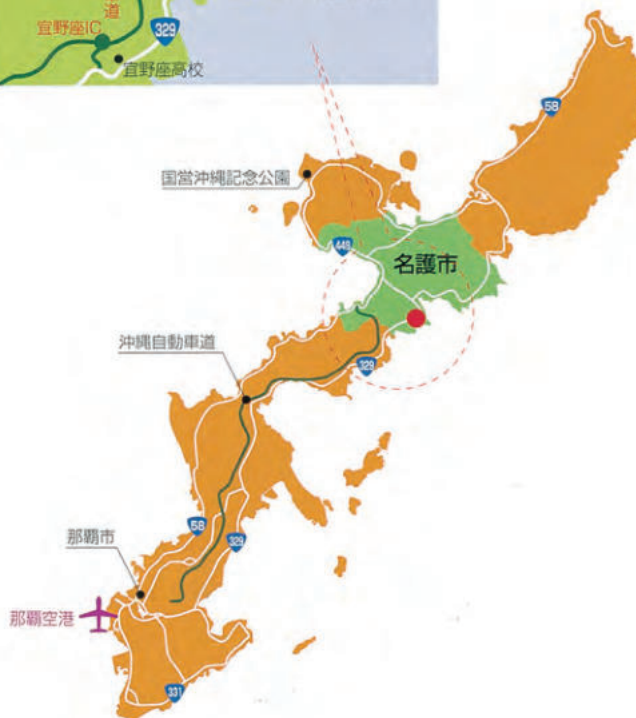 道
宜野座IC
329
宜野座高校
58
国営沖縄記念公園
449
名護市
沖縄自動車道
329
58
那覇市
329
那覇空港
331